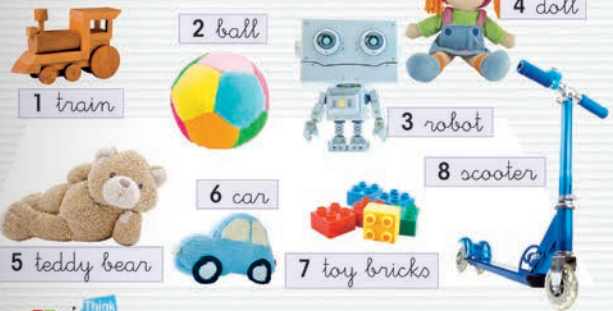 1 train
2 ball
3 robot
4 doll
5 teddy bear
6 car
7 toy bricks
8 scooter
Think